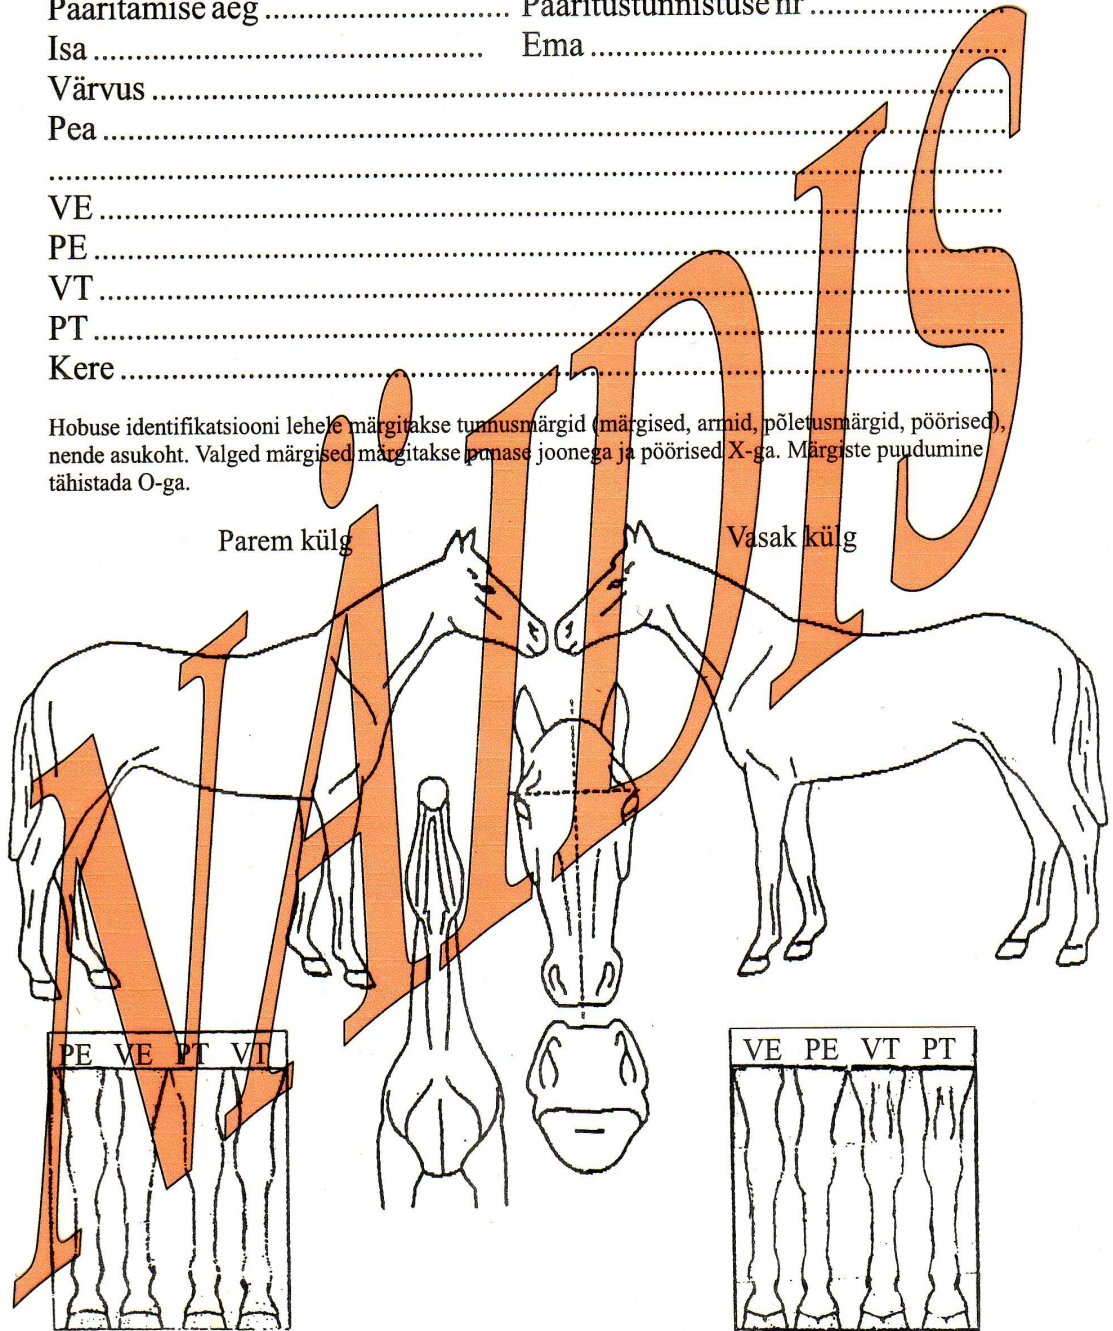 Paaritamise aeg ................................ Paaritustunnistuse nr .........................
Isa ................................................... Ema .......................................................
Värvus ................................................................................................................
Pea ......................................................................................................................
.............................................................................................................................
VE .......................................................................................................................
PE ........................................................................................................................
VT .......................................................................................................................
PT ........................................................................................................................
Kere ....................................................................................................................
Hobuse identifikatsiooni lehele märgitakse tunnusmärgid (märgised, armid, põletusmärgid, pöörised),
nende asukoht. Valged märgised märgitakse punase joonega ja pöörised X-ga. Märgiste puudumine
tähistada O-ga.
Parem külg Vasak külg
NÄIDIS
PE VE PT VT
VE PE VT PT